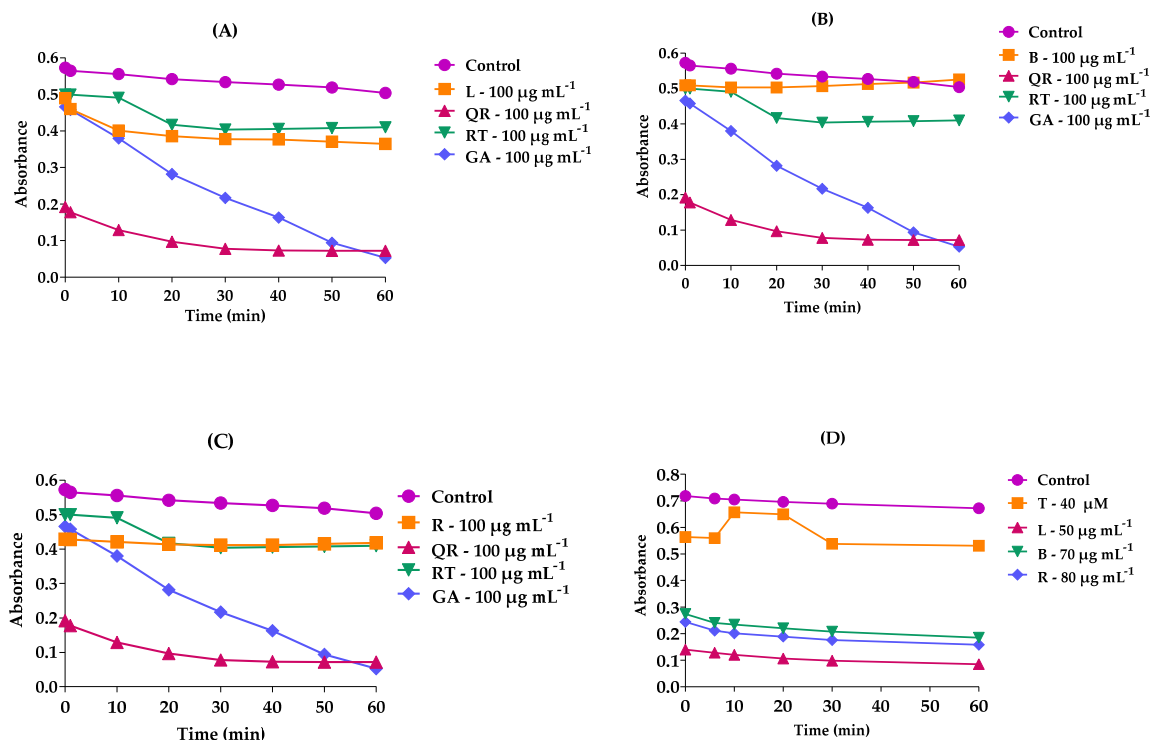 (A)
Absorbance
0.6
0.5
0.4
0.3
0.2
0.1
0.0
0 10 20 30 40 50 60
Time (min)
Control
L - 100 µg mL⁻¹
QR - 100 µg mL⁻¹
RT - 100 µg mL⁻¹
GA - 100 µg mL⁻¹
(B)
Absorbance
0.6
0.5
0.4
0.3
0.2
0.1
0.0
0 10 20 30 40 50 60
Time (min)
Control
B - 100 µg mL⁻¹
QR - 100 µg mL⁻¹
RT - 100 µg mL⁻¹
GA - 100 µg mL⁻¹
(C)
Absorbance
0.6
0.5
0.4
0.3
0.2
0.1
0.0
0 10 20 30 40 50 60
Time (min)
Control
R - 100 µg mL⁻¹
QR - 100 µg mL⁻¹
RT - 100 µg mL⁻¹
GA - 100 µg mL⁻¹
(D)
Absorbance
0.8
0.7
0.6
0.5
0.4
0.3
0.2
0.1
0.0
0 10 20 30 40 50 60
Time (min)
Control
T - 40 µM
L - 50 µg mL⁻¹
B - 70 µg mL⁻¹
R - 80 µg mL⁻¹